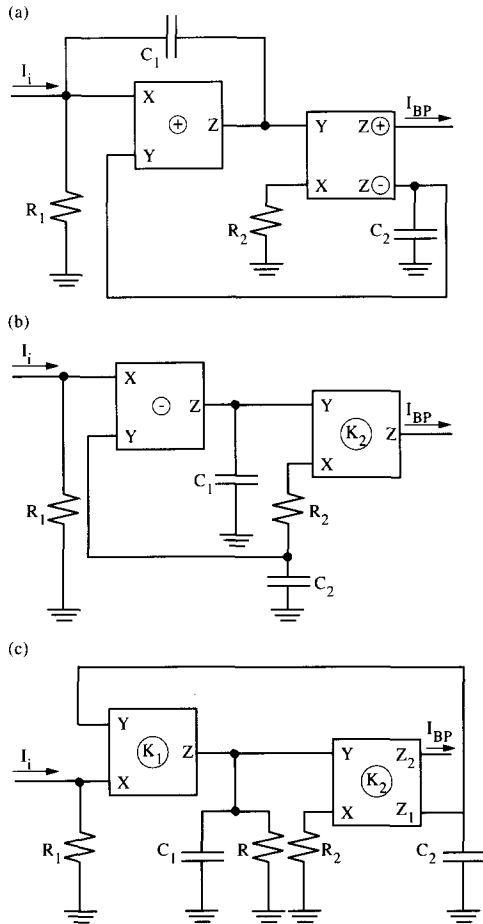 (a)
C1
Ii
X
Z
+
Y
IBP
Y
Z +
X
Z -
R1
R2
C2
(b)
Ii
X
-
Z
Y
IBP
Y
K2
Z
X
C1
R1
R2
C2
(c)
Y
K1
Z
X
Ii
IBP
Y
Z2
K2
X
Z1
R1
C1
R
R2
C2